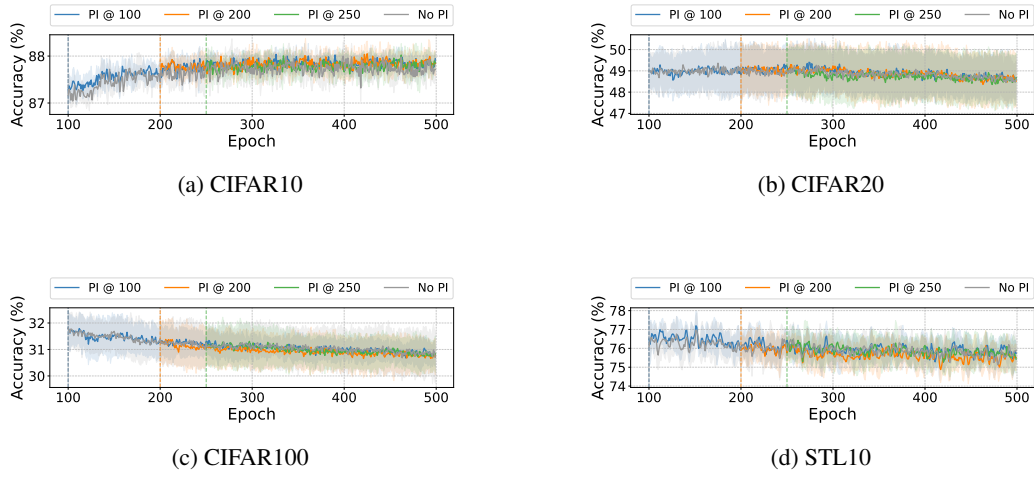 PI @ 100 PI @ 200 PI @ 250 No PI
Accuracy (%)
88
87
100 200 300 400 500
Epoch
(a) CIFAR10
PI @ 100 PI @ 200 PI @ 250 No PI
Accuracy (%)
50
49
48
47
100 200 300 400 500
Epoch
(b) CIFAR20
PI @ 100 PI @ 200 PI @ 250 No PI
Accuracy (%)
32
31
30
100 200 300 400 500
Epoch
(c) CIFAR100
PI @ 100 PI @ 200 PI @ 250 No PI
Accuracy (%)
78
77
76
75
74
100 200 300 400 500
Epoch
(d) STL10